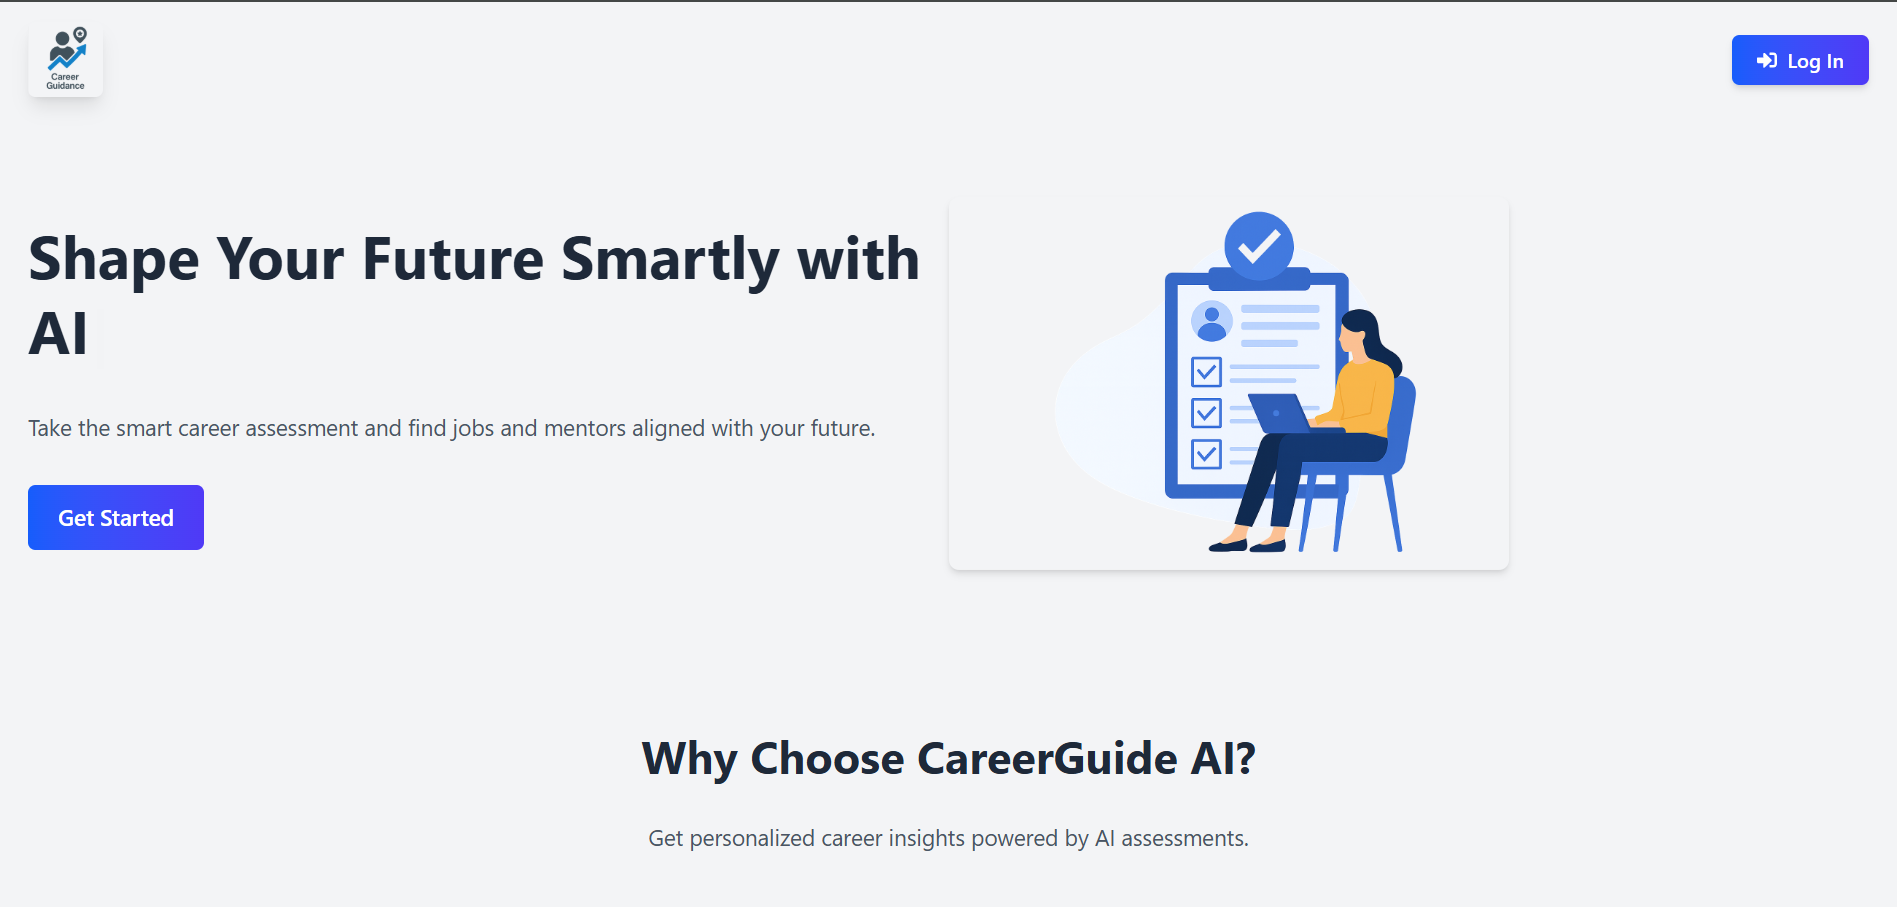 Career
Guidance
Log In
Shape Your Future Smartly with
AI
Take the smart career assessment and find jobs and mentors aligned with your future.
Get Started
Why Choose CareerGuide AI?
Get personalized career insights powered by AI assessments.